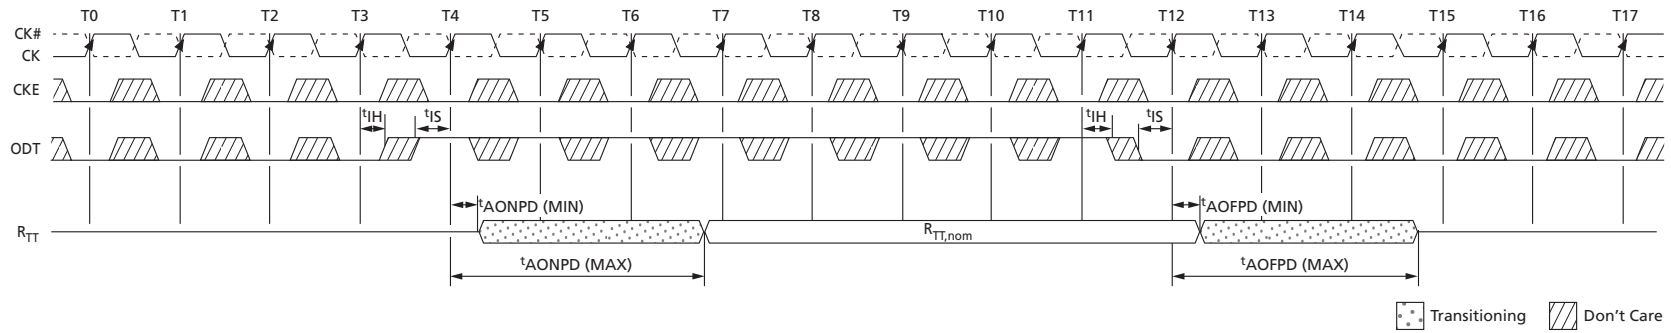 T0 T1 T2 T3 T4 T5 T6 T7 T8 T9 T10 T11 T12 T13 T14 T15 T16 T17
CK#
CK
CKE
tIH tIS tIH tIS
ODT
tAONPD (MIN) tAOFPD (MIN)
RTT RTT,nom
tAONPD (MAX) tAOFPD (MAX)
Transitioning Don't Care